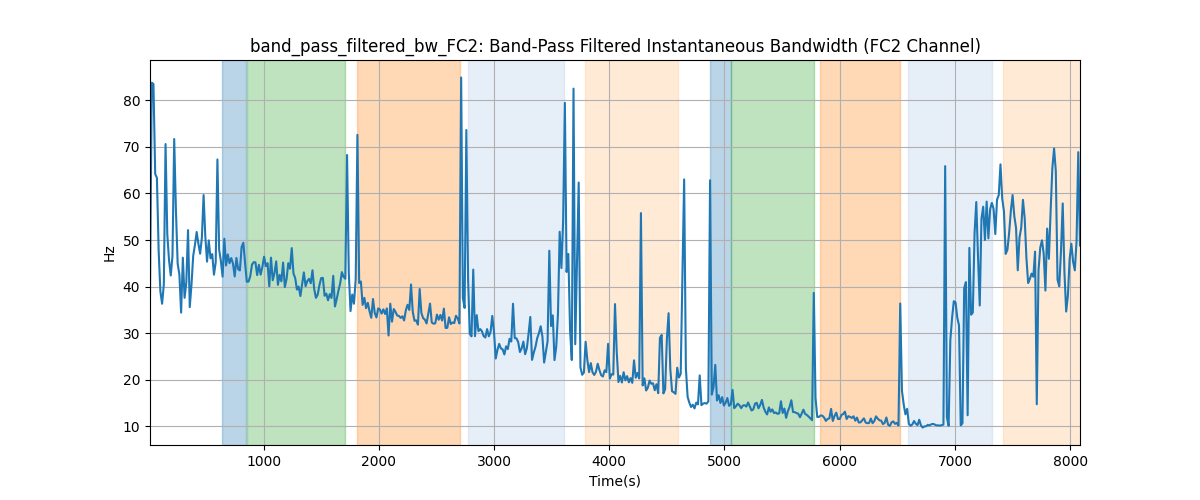 band_pass_filtered_bw_FC2: Band-Pass Filtered Instantaneous Bandwidth (FC2 Channel)
80
70
60
50
40
30
20
10
Hz
1000 2000 3000 4000 5000 6000 7000 8000
Time(s)